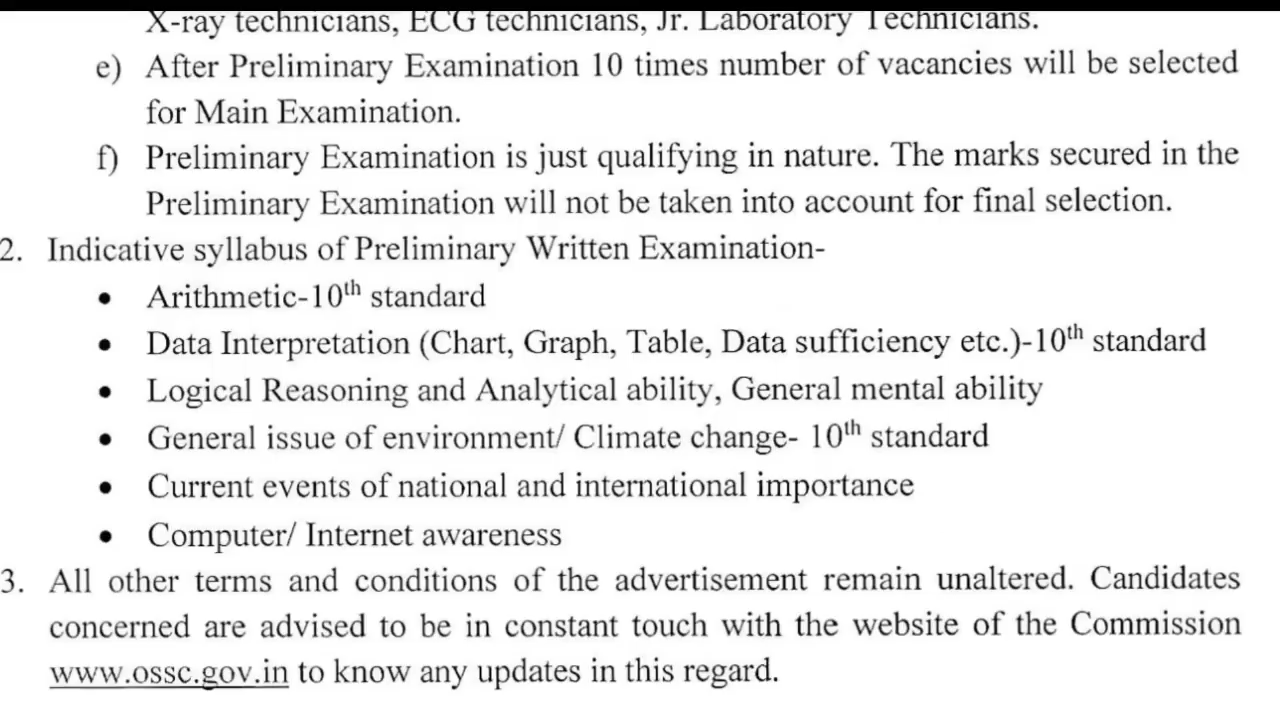 X-ray technicians, ECG technicians, Jr. Laboratory Technicians.
e) After Preliminary Examination 10 times number of vacancies will be selected
for Main Examination.
f) Preliminary Examination is just qualifying in nature. The marks secured in the
Preliminary Examination will not be taken into account for final selection.
2. Indicative syllabus of Preliminary Written Examination-
• Arithmetic-10th standard
• Data Interpretation (Chart, Graph, Table, Data sufficiency etc.)-10th standard
• Logical Reasoning and Analytical ability, General mental ability
• General issue of environment/ Climate change- 10th standard
• Current events of national and international importance
• Computer/ Internet awareness
3. All other terms and conditions of the advertisement remain unaltered. Candidates
concerned are advised to be in constant touch with the website of the Commission
www.ossc.gov.in to know any updates in this regard.